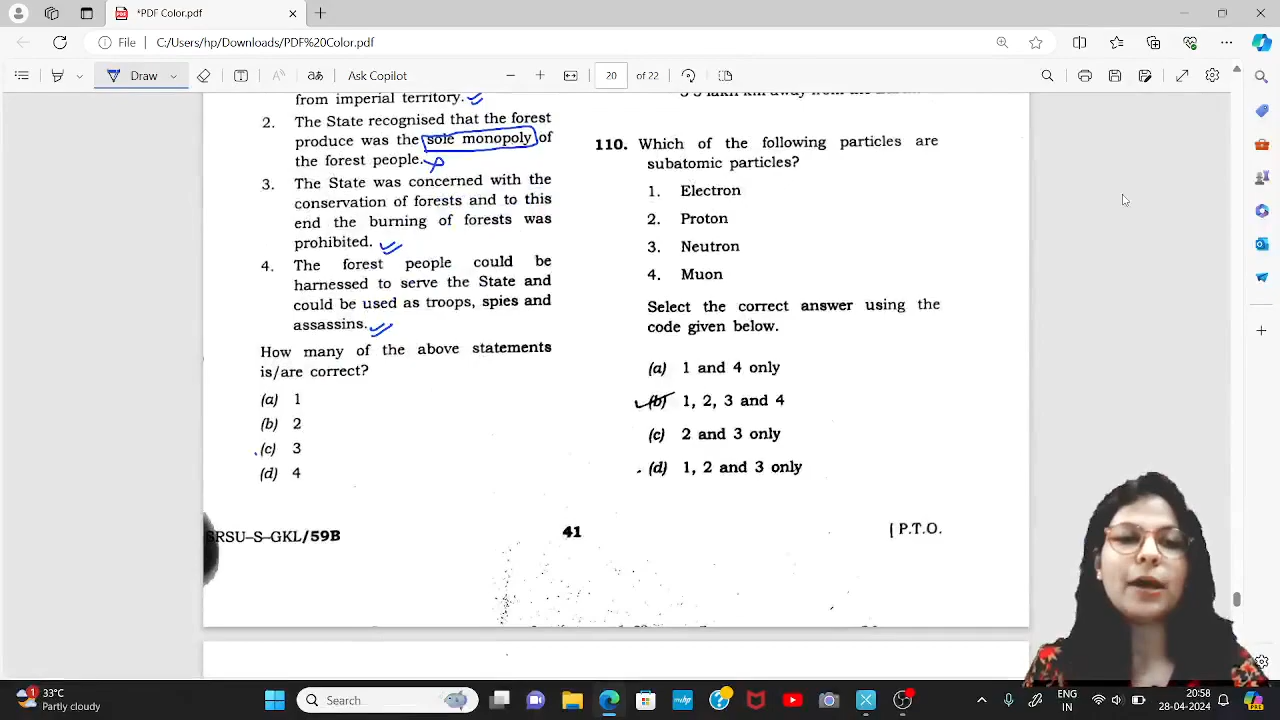 *PDF Color.pdf
File
C:/Users/hp/Downloads/PDF%20Color.pdf
Draw
Ask Copilot
20
of 22
from imperial territory.
2. The State recognised that the forest
produce was the sole monopoly of
the forest people.
3. The State was concerned with the
conservation of forests and to this
end the burning of forests was
prohibited.
4. The forest people could be
harnessed to serve the State and
could be used as troops, spies and
assassins.
How many of the above statements
is/are correct?
(a) 1
(b) 2
(c) 3
(d) 4
110. Which of the following particles are
subatomic particles?
1. Electron
2. Proton
3. Neutron
4. Muon
Select the correct answer using the
code given below.
(a) 1 and 4 only
(b) 1, 2, 3 and 4
(c) 2 and 3 only
(d) 1, 2 and 3 only
SRSU–S–GKL/59B
41
[ P.T.O.
33°C
Partly cloudy
Search
ENG
IN
20:58
28-04-2024